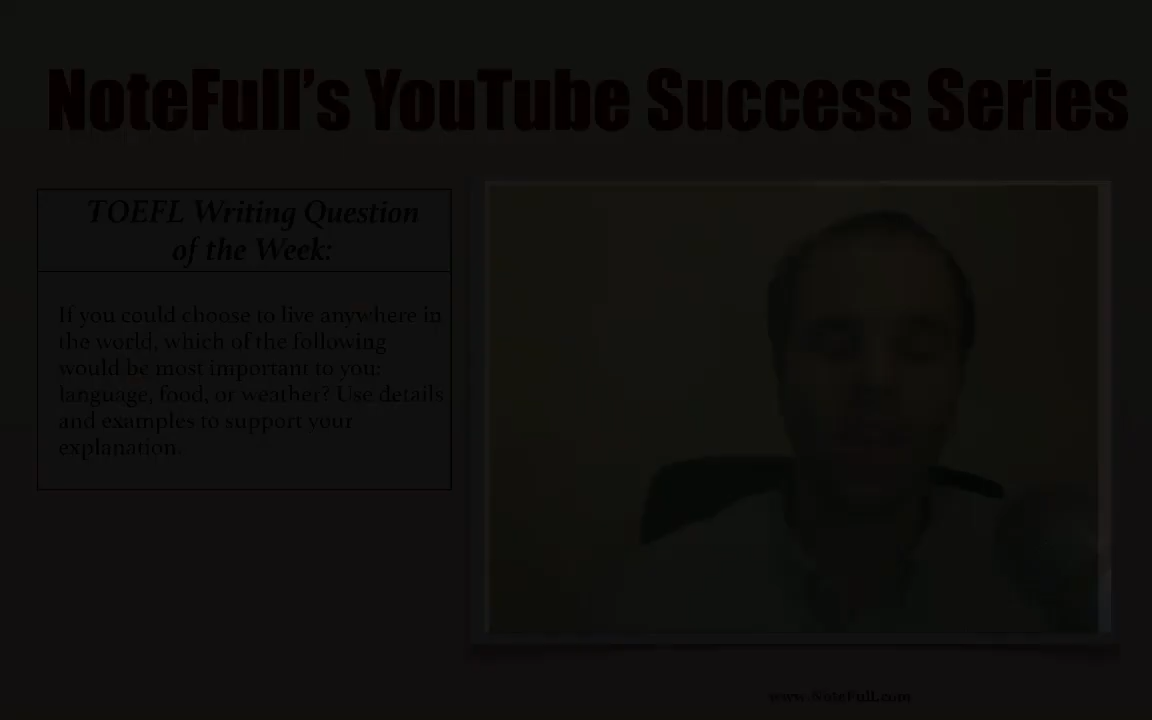 NoteFull's YouTube Success Series
TOEFL Writing Question
of the Week:
If you could choose to live anywhere in
the world, which of the following
would be most important to you:
language, food, or weather? Use details
and examples to support your
explanation.
www.NoteFull.com